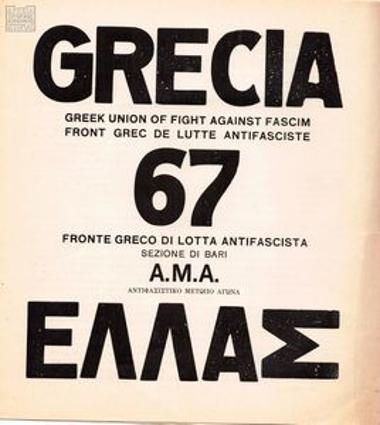 GRECIA
GREEK UNION OF FIGHT AGAINST FASCIM
FRONT GREC DE LUTTE ANTIFASCISTE
67
FRONTE GRECO DI LOTTA ANTIFASCISTA
SEZIONE DI BARI
A.M.A.
ΑΝΤΙΦΑΣΙΣΤΙΚΟ ΜΕΤΩΠΟ ΑΓΩΝΑ
ΕΛΛΑΣ